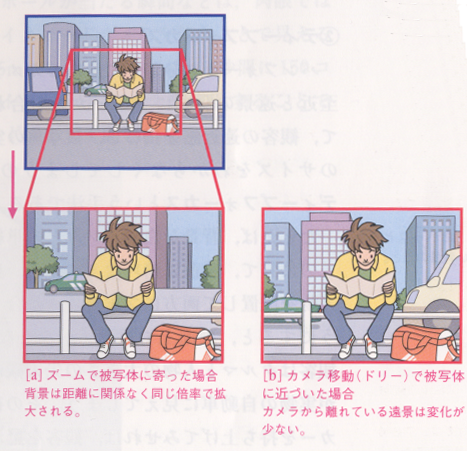 [a]ズームで被写体に寄った場合
背景は距離に関係なく同じ倍率で拡
大される。
[b]カメラ移動(ドリー)で被写体
に近づいた場合
カメラから離れている遠景は変化が
少ない。